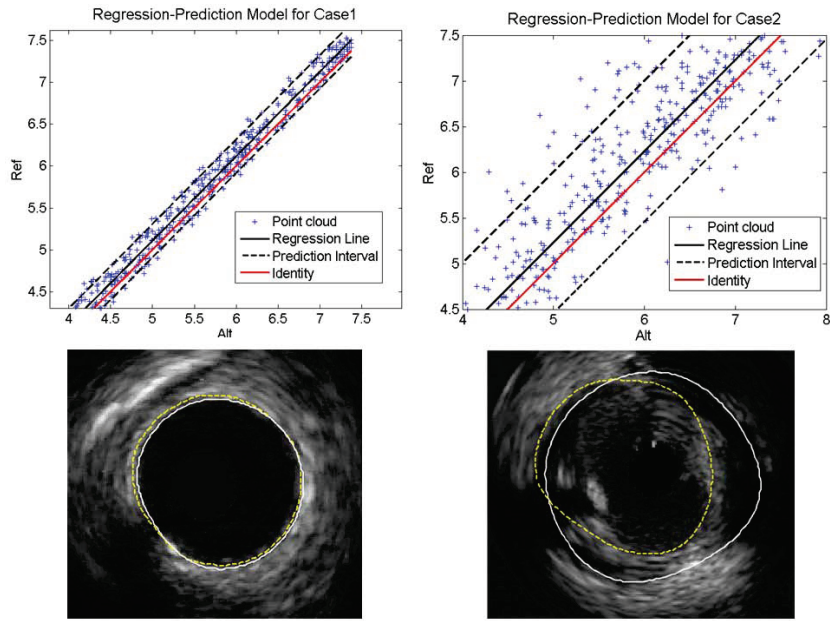 Regression-Prediction Model for Case1
7.5
7
6.5
6
5.5
5
4.5
Ref
Point cloud
Regression Line
Prediction Interval
Identity
4 4.5 5 5.5 6 6.5 7 7.5
Alt
Regression-Prediction Model for Case2
7.5
7
6.5
6
5.5
5
4.5
Ref
Point cloud
Regression Line
Prediction Interval
Identity
4 5 6 7 8
Alt